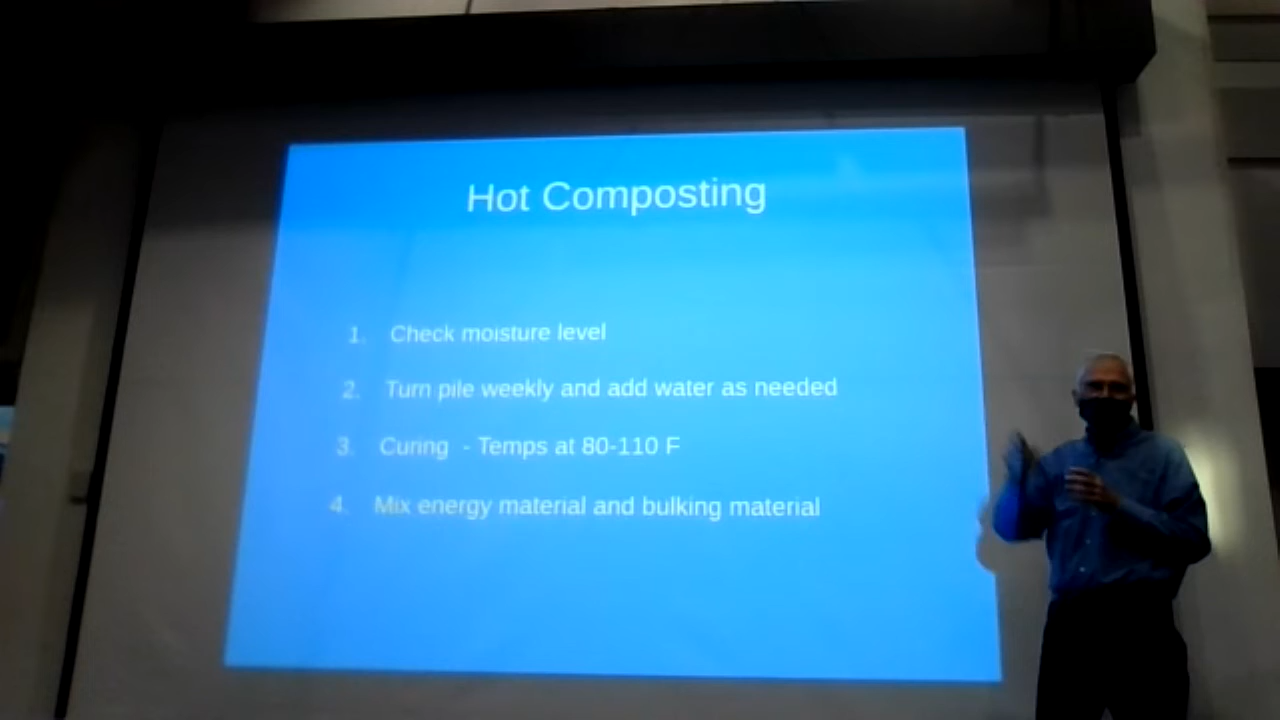 Hot Composting
1. Check moisture level
2. Turn pile weekly and add water as needed
3. Curing - Temps at 80-110 F
4. Mix energy material and bulking material